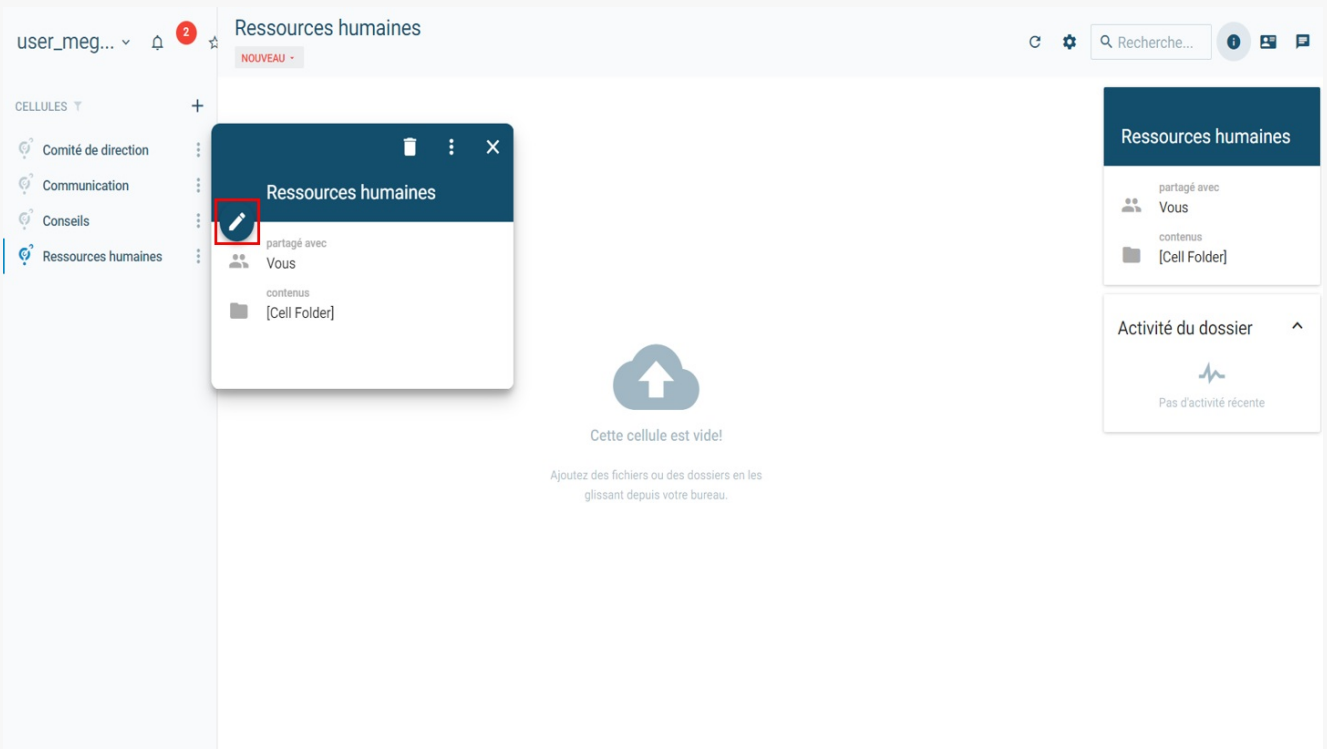 user_meg...
2
Ressources humaines
NOUVEAU
Recherche...
CELLULES
Comité de direction
Communication
Conseils
Ressources humaines
Ressources humaines
partagé avec
Vous
contenus
[Cell Folder]
Cette cellule est vide!
Ajoutez des fichiers ou des dossiers en les
glissant depuis votre bureau.
Ressources humaines
partagé avec
Vous
contenus
[Cell Folder]
Activité du dossier
Pas d'activité récente